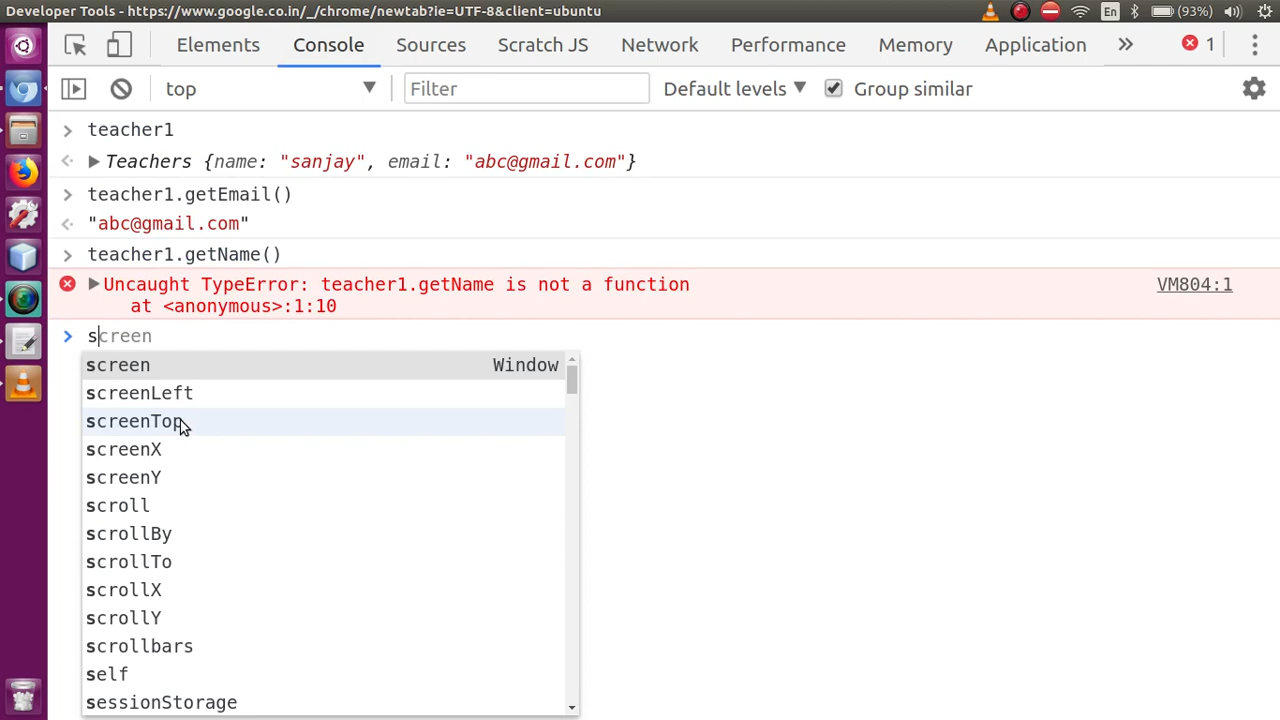 Developer Tools - https://www.google.co.in/_/chrome/newtab?ie=UTF-8&client=ubuntu
En (93%)
Elements Console Sources Scratch JS Network Performance Memory Application » 1
top Filter Default levels Group similar
teacher1
Teachers {name: "sanjay", email: "abc@gmail.com"}
teacher1.getEmail()
"abc@gmail.com"
teacher1.getName()
Uncaught TypeError: teacher1.getName is not a function VM804:1
at <anonymous>:1:10
screen
screen Window
screenLeft
screenTop
screenX
screenY
scroll
scrollBy
scrollTo
scrollX
scrollY
scrollbars
self
sessionStorage